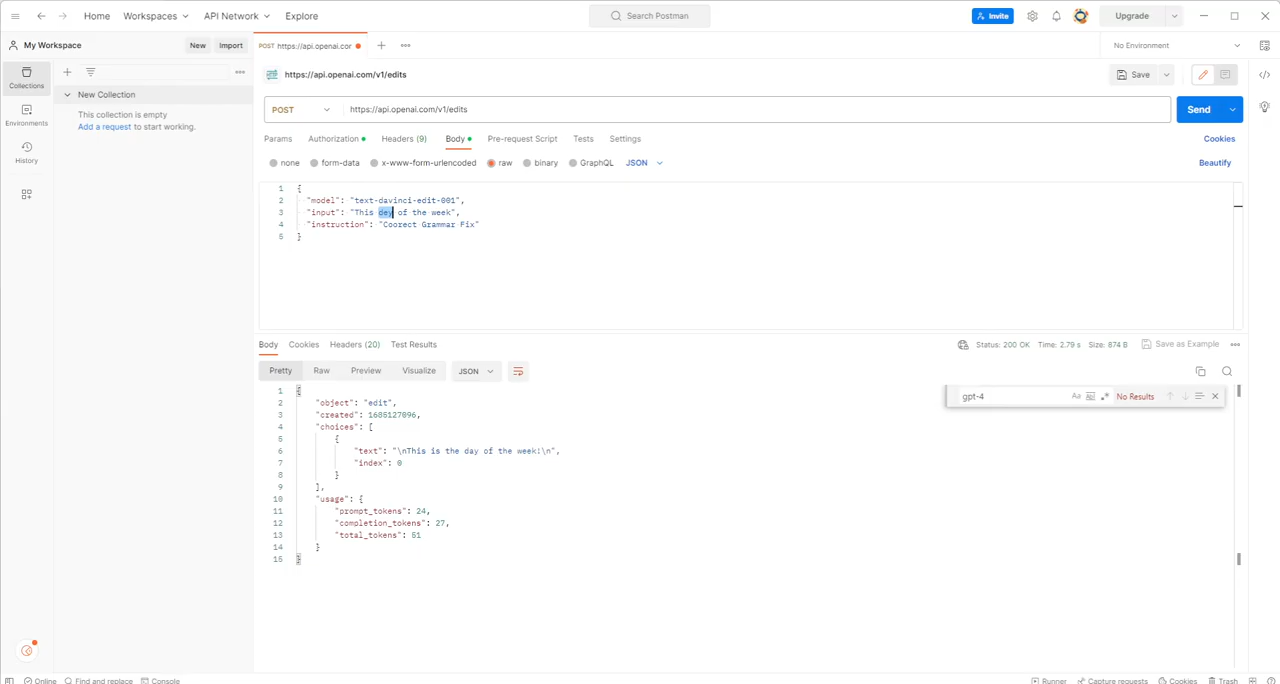 Home Workspaces API Network Explore Search Postman Invite Upgrade
My Workspace New Import POST https://api.openai.cor No Environment
Collections
New Collection
This collection is empty
Add a request to start working.
Environments
History
https://api.openai.com/v1/edits Save
POST https://api.openai.com/v1/edits Send
Params Authorization Headers (9) Body Pre-request Script Tests Settings Cookies
none form-data x-www-form-urlencoded raw binary GraphQL JSON Beautify
1 {
2 "model": "text-davinci-edit-001",
3 "input": "This dey of the week",
4 "instruction": "Coorect Grammar Fix"
5 }
Body Cookies Headers (20) Test Results Status: 200 OK Time: 2.79 s Size: 874 B Save as Example
Pretty Raw Preview Visualize JSON
gpt-4 Aa No Results
1 {
2 "object": "edit",
3 "created": 1685127096,
4 "choices": [
5 {
6 "text": "\nThis is the day of the week!\n",
7 "index": 0
8 }
9 ],
10 "usage": {
11 "prompt_tokens": 24,
12 "completion_tokens": 27,
13 "total_tokens": 51
14 }
15 }
Online Find and replace Console Runner Capture requests Cookies Trash